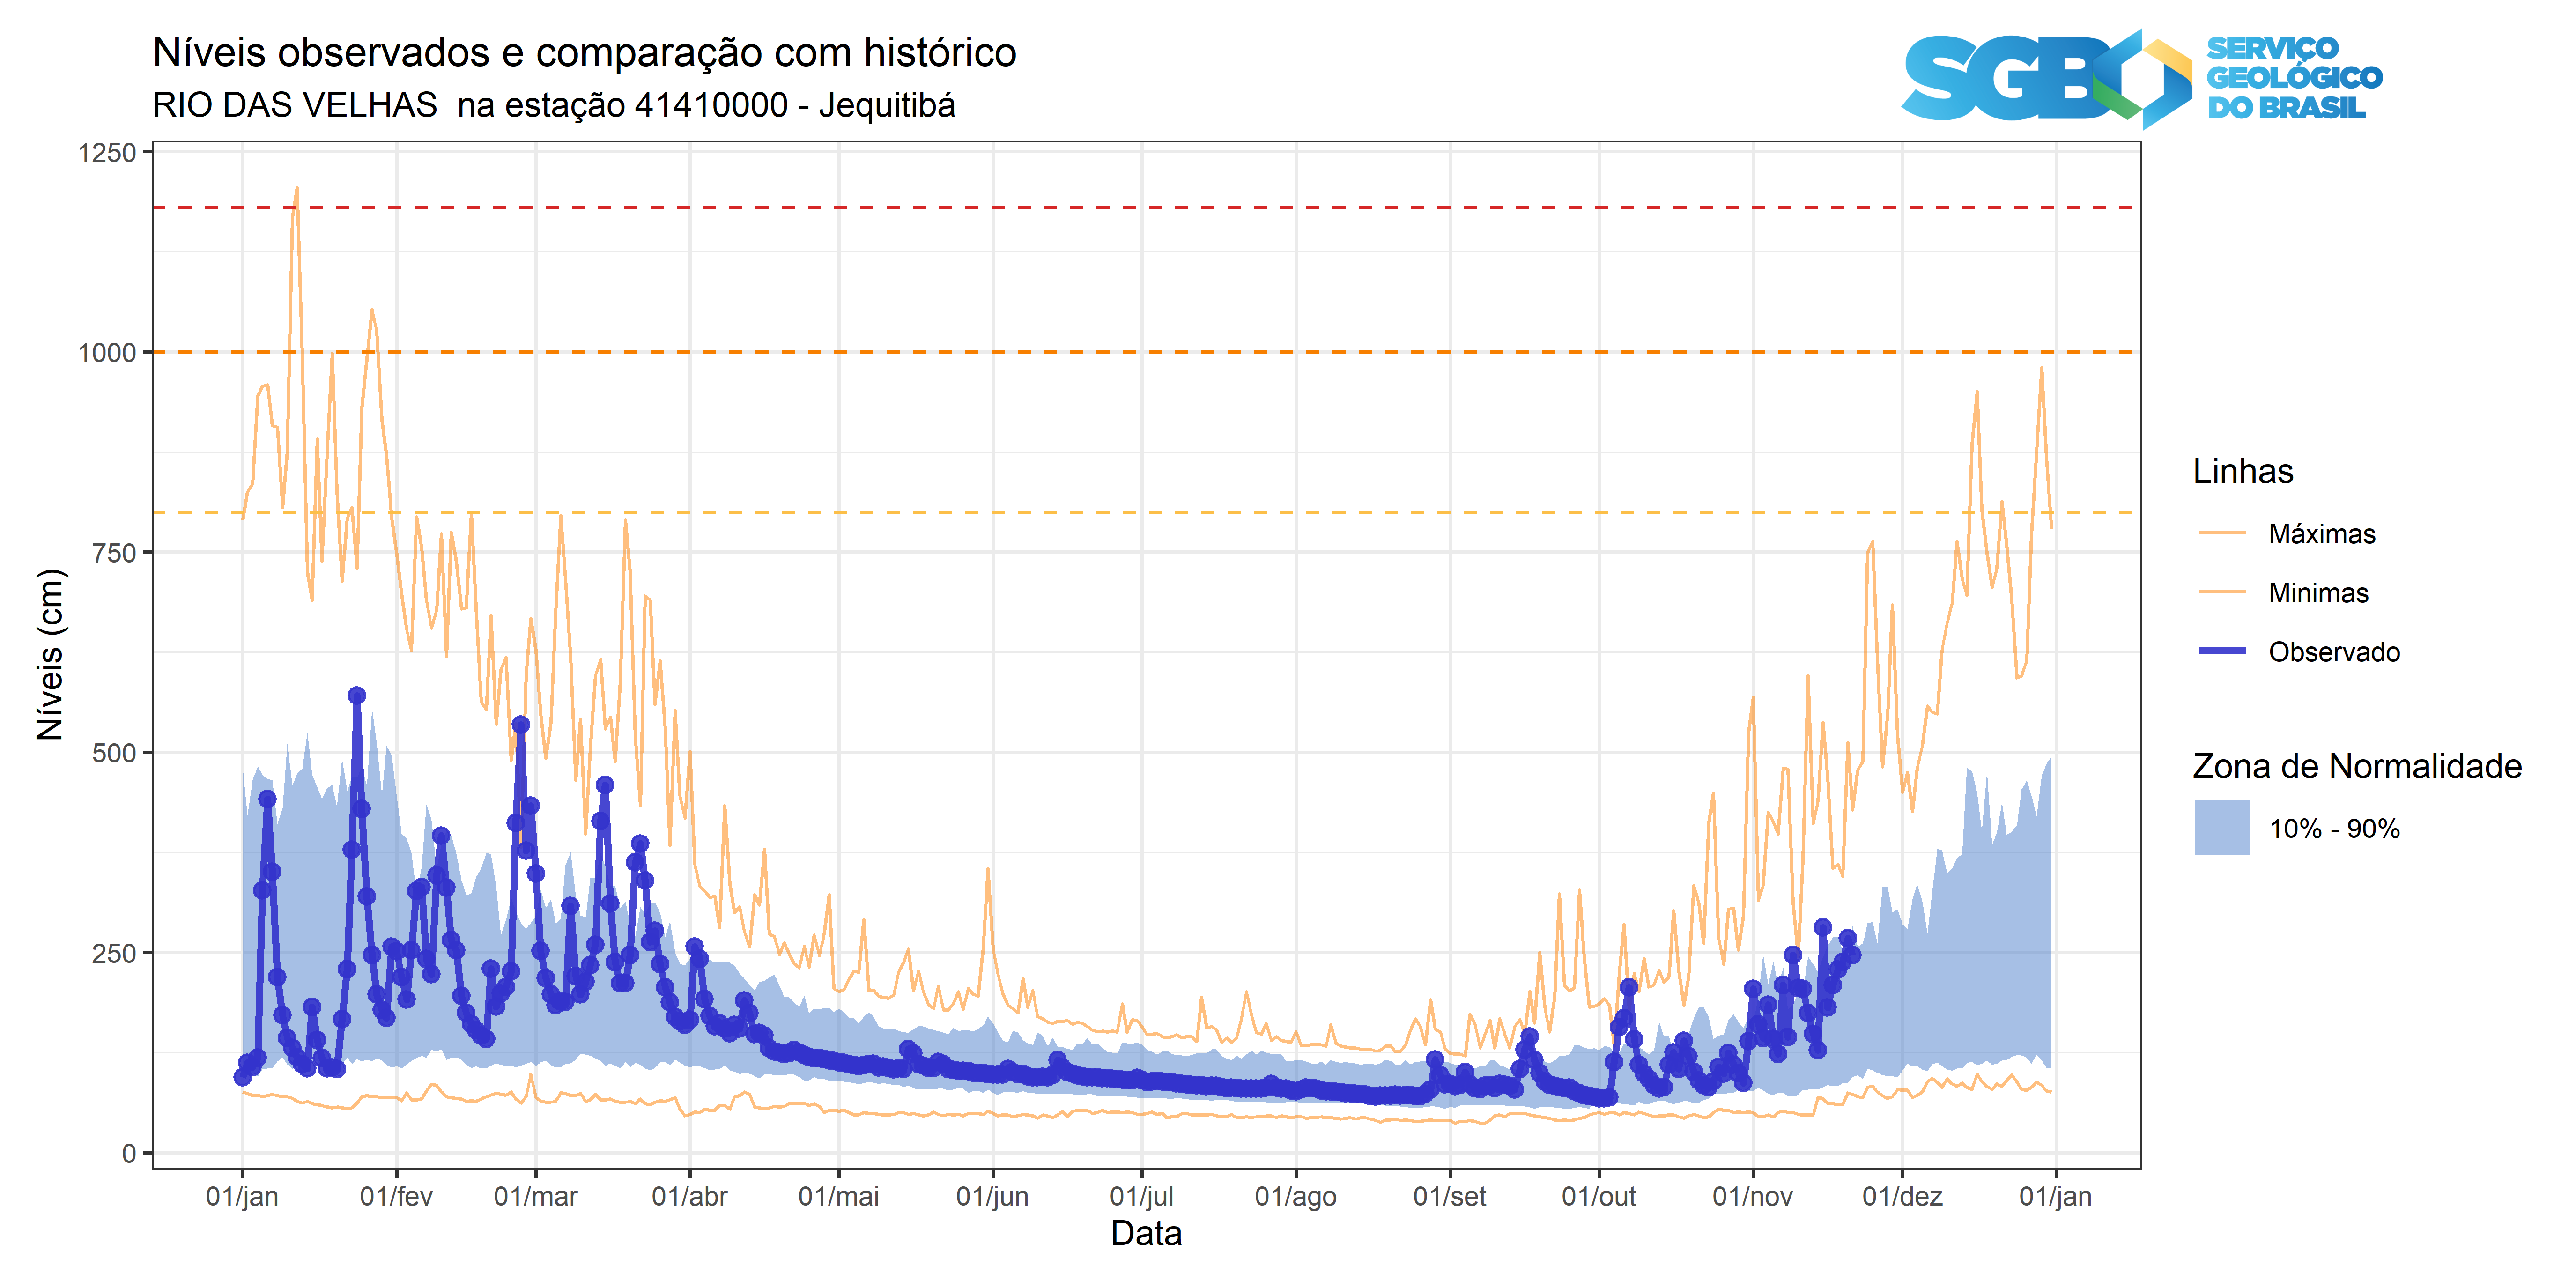 Níveis observados e comparação com histórico
RIO DAS VELHAS  na estação 41410000 - Jequitibá
SGB
SERVIÇO
GEOLÓGICO
DO BRASIL
Níveis (cm)
1250
1000
750
500
250
0
01/jan
01/fev
01/mar
01/abr
01/mai
01/jun
01/jul
01/ago
01/set
01/out
01/nov
01/dez
01/jan
Data
Linhas
Máximas
Minimas
Observado
Zona de Normalidade
10% - 90%